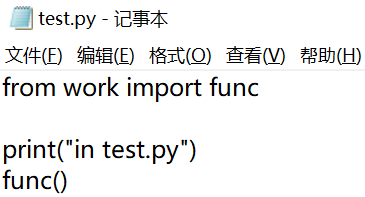 test.py - 记事本
文件(F) 编辑(E) 格式(O) 查看(V) 帮助(H)
from work import func
print("in test.py")
func()